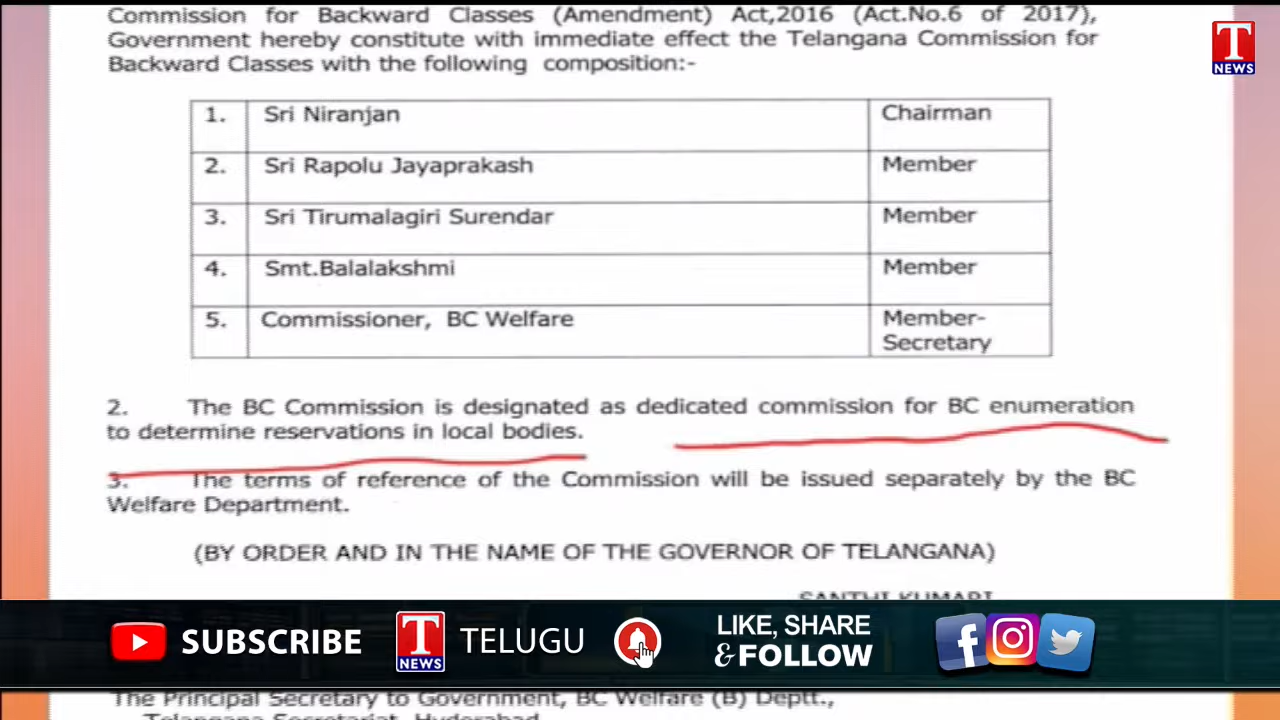 Commission for Backward Classes (Amendment) Act,2016 (Act.No.6 of 2017),
Government hereby constitute with immediate effect the Telangana Commission for
Backward Classes with the following composition:-
1. Sri Niranjan Chairman
2. Sri Rapolu Jayaprakash Member
3. Sri Tirumalagiri Surendar Member
4. Smt.Balalakshmi Member
5. Commissioner, BC Welfare Member-
Secretary
2. The BC Commission is designated as dedicated commission for BC enumeration
to determine reservations in local bodies.
3. The terms of reference of the Commission will be issued separately by the BC
Welfare Department.
(BY ORDER AND IN THE NAME OF THE GOVERNOR OF TELANGANA)
SANTHI KUMARI
SUBSCRIBE T NEWS TELUGU LIKE, SHARE
& FOLLOW
The Principal Secretary to Government, BC Welfare (B) Deptt.,
Telangana Secretariat, Hyderabad
T NEWS